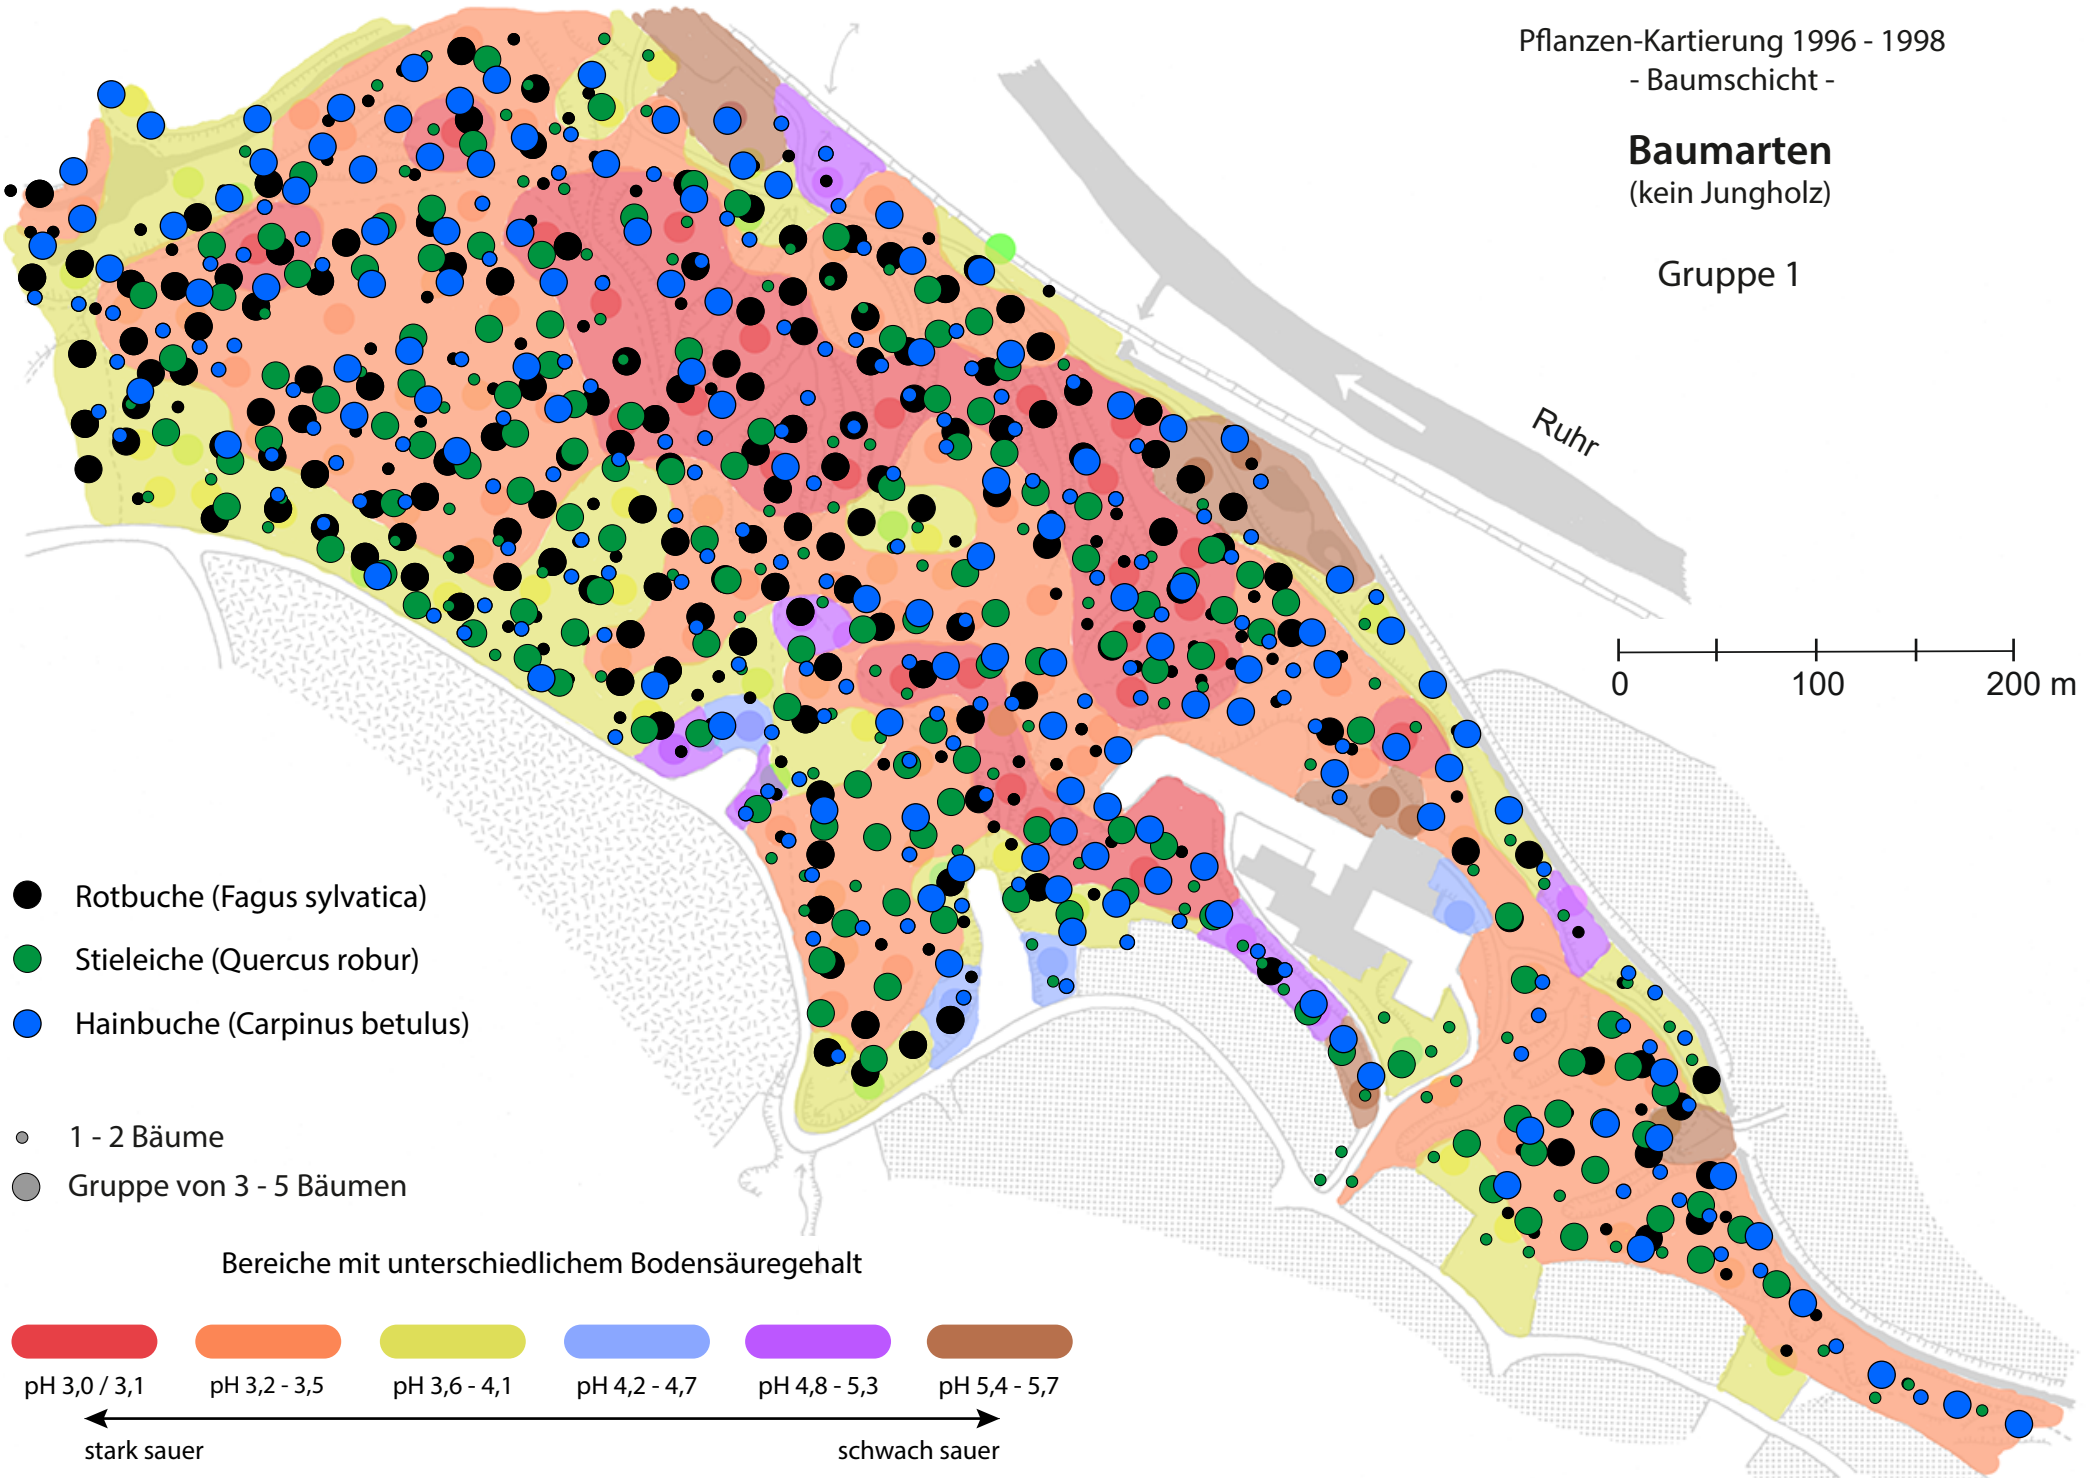 Pflanzen-Kartierung 1996 - 1998
- Baumschicht -
Baumarten
(kein Jungholz)
Gruppe 1
Ruhr
0 100 200 m
Rotbuche (Fagus sylvatica)
Stieleiche (Quercus robur)
Hainbuche (Carpinus betulus)
1 - 2 Bäume
Gruppe von 3 - 5 Bäumen
Bereiche mit unterschiedlichem Bodensäuregehalt
pH 3,0 / 3,1 pH 3,2 - 3,5 pH 3,6 - 4,1 pH 4,2 - 4,7 pH 4,8 - 5,3 pH 5,4 - 5,7
stark sauer schwach sauer